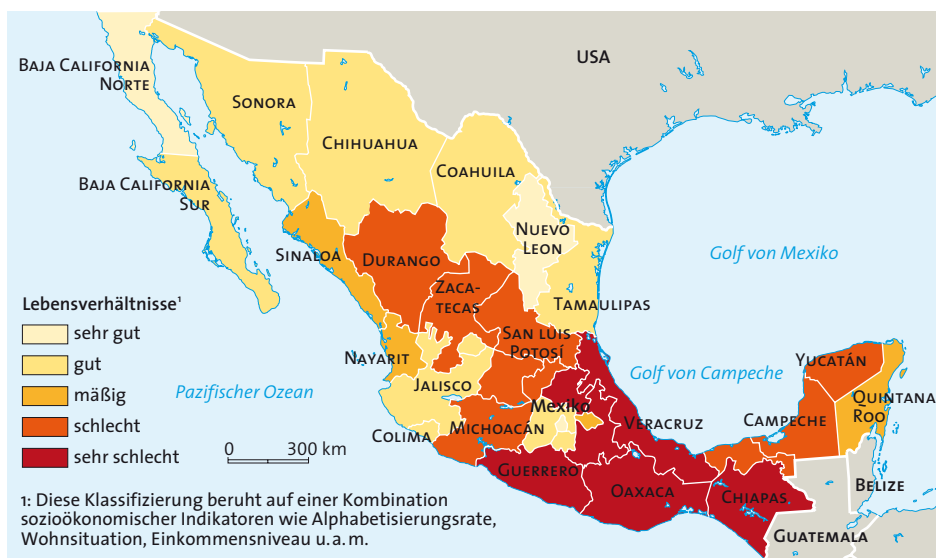 USA
BAJA CALIFORNIA
NORTE
SONORA
CHIHUAHUA
COAHUILA
BAJA CALIFORNIA
SUR
NUEVO
LEON
SINALOA
DURANGO
Golf von Mexiko
ZACA-
TECAS
TAMAULIPAS
SAN LUIS
POTOSÍ
NAYARIT
YUCATÁN
Golf von Campeche
Pazifischer Ozean
JALISCO
Mexiko
QUINTANA
ROO
COLIMA
MICHOACÁN
VERACRUZ
CAMPECHE
GUERRERO
OAXACA
CHIAPAS
BELIZE
GUATEMALA
Lebensverhältnisse¹
sehr gut
gut
mäßig
schlecht
sehr schlecht
0 300 km
1: Diese Klassifizierung beruht auf einer Kombination
sozioökonomischer Indikatoren wie Alphabetisierungsrate,
Wohnsituation, Einkommensniveau u.a.m.